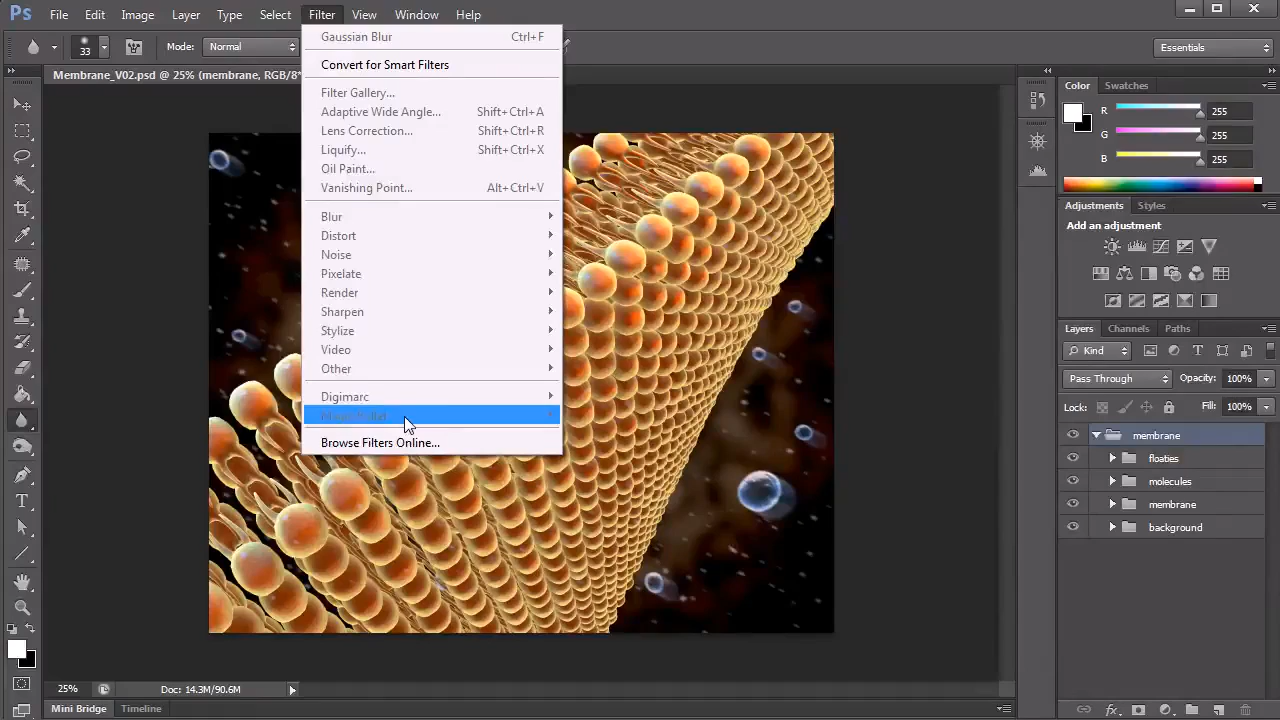 Ps File Edit Image Layer Type Select Filter View Window Help
33 Mode: Normal Essentials
Membrane_V02.psd @ 25% (membrane, RGB/8*
Gaussian Blur Ctrl+F
Convert for Smart Filters
Filter Gallery...
Adaptive Wide Angle... Shift+Ctrl+A
Lens Correction... Shift+Ctrl+R
Liquify... Shift+Ctrl+X
Oil Paint...
Vanishing Point... Alt+Ctrl+V
Blur
Distort
Noise
Pixelate
Render
Sharpen
Stylize
Video
Other
Digimarc
Browse Filters Online...
Color Swatches
R 255
G 255
B 255
Adjustments Styles
Add an adjustment
Layers Channels Paths
Kind
Pass Through Opacity: 100%
Lock: Fill: 100%
membrane
floaties
molecules
membrane
background
25% Doc: 14.3M/90.6M
Mini Bridge Timeline